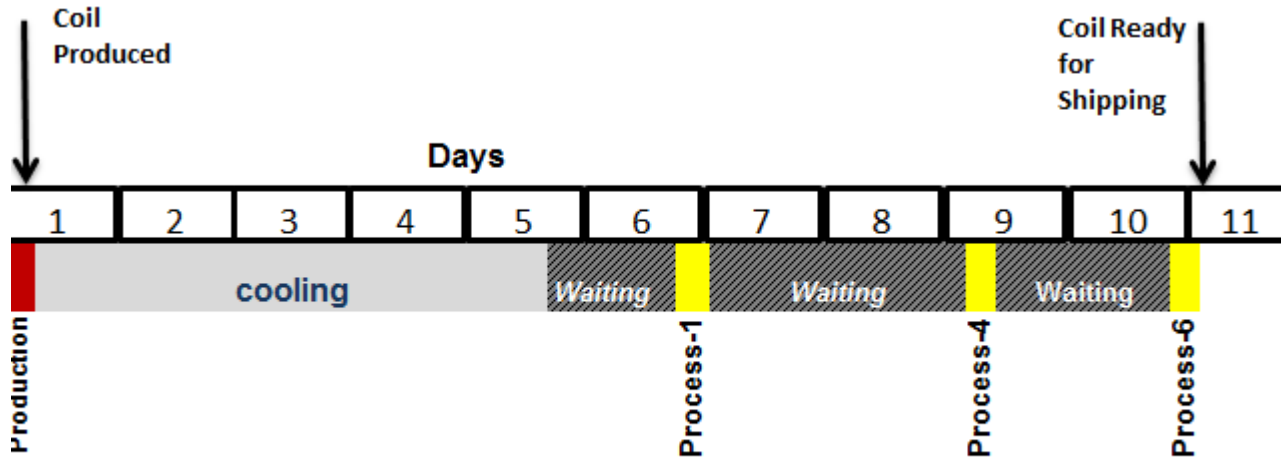 Coil
Produced
Coil Ready
for
Shipping
Days
1 2 3 4 5 6 7 8 9 10 11
cooling Waiting Waiting Waiting
Production Process-1 Process-4 Process-6